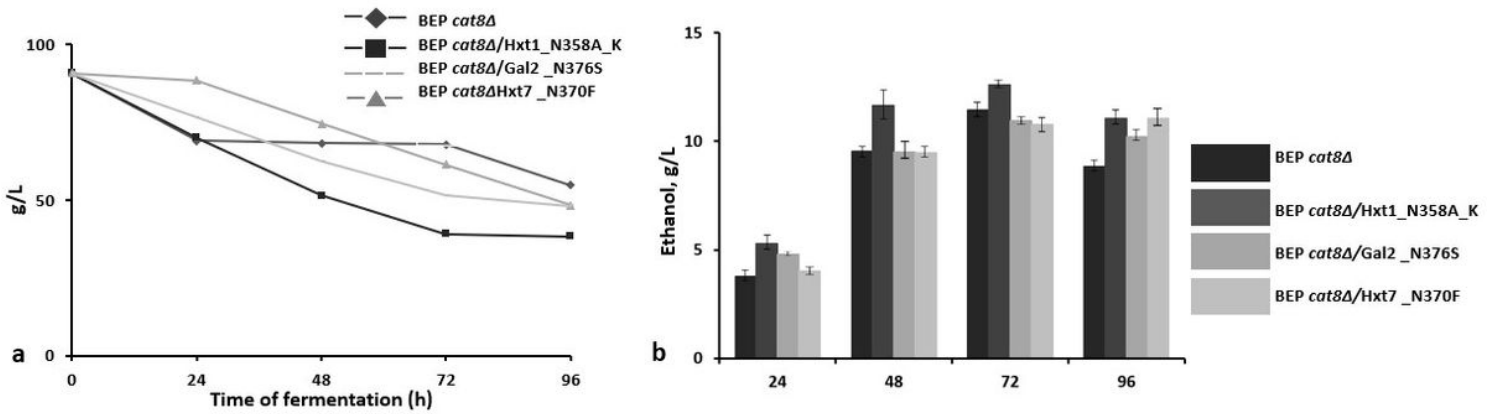 BEP cat8Δ
BEP cat8Δ/Hxt1_N358A_K
BEP cat8Δ/Gal2 _N376S
BEP cat8ΔHxt7 _N370F
100
50
0
g/L
0 24 48 72 96
Time of fermentation (h)
a
15
10
5
0
Ethanol, g/L
24 48 72 96
b
BEP cat8Δ
BEP cat8Δ/Hxt1_N358A_K
BEP cat8Δ/Gal2 _N376S
BEP cat8Δ/Hxt7 _N370F